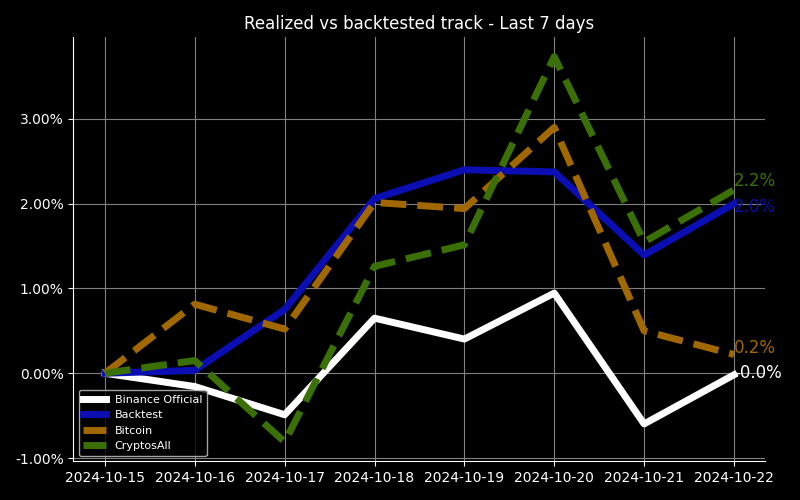 Realized vs backtested track - Last 7 days
3.00%
2.00%
1.00%
0.00%
-1.00%
2.2%
2.0%
0.2%
-0.0%
Binance Official
Backtest
Bitcoin
CryptosAll
2024-10-15 2024-10-16 2024-10-17 2024-10-18 2024-10-19 2024-10-20 2024-10-21 2024-10-22